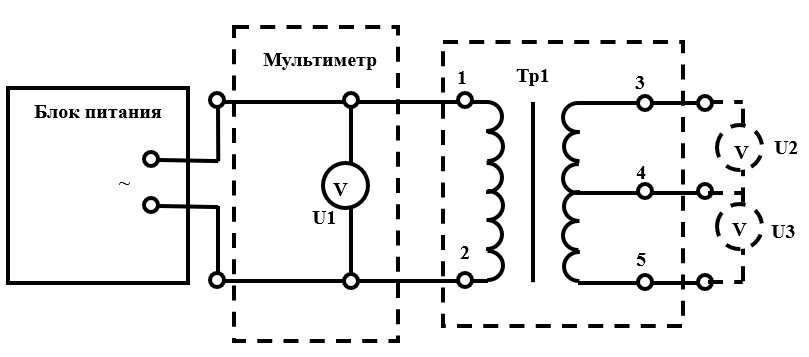 Мультиметр
Тр1
Блок питания
~
1
2
V
U1
3
4
5
V
U2
V
U3